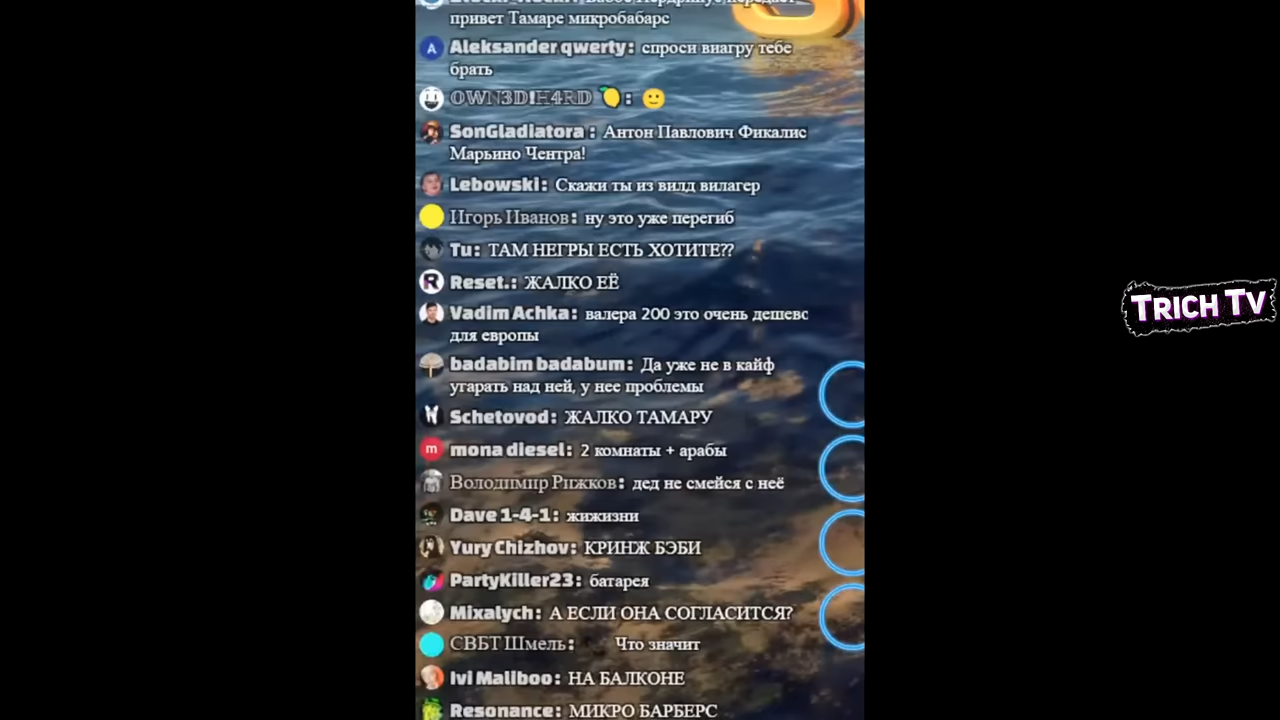 привет Тамаре микробабарс
Aleksander qwerty: спроси виагру тебе
брать
OWN3D!H4RD 🍋: 🙂
SonGladiatora : Антон Павлович Фикалис
Марьино Чентра!
Lebowski: Скажи ты из вилд вилагер
Игорь Иванов: ну это уже перегиб
Tu: ТАМ НЕГРЫ ЕСТЬ ХОТИТЕ??
Reset.: ЖАЛКО ЕЁ
TRICH TV
Vadim Achka: валера 200 это очень дешево
для европы
badabim badabum: Да уже не в кайф
угарать над ней, у нее проблемы
Schetovod: ЖАЛКО ТАМАРУ
m
mona diesel: 2 комнаты + арабы
Володимир Рижков: дед не смейся с неё
Dave 1-4-1: жижизни
Yury Chizhov: КРИНЖ БЭБИ
PartyKiller23: батарея
Mixalych: А ЕСЛИ ОНА СОГЛАСИТСЯ?
СВБТ Шмель: Что значит
Ivi Maliboo: НА БАЛКОНЕ
Resonance: МИКРО БАРБЕРС